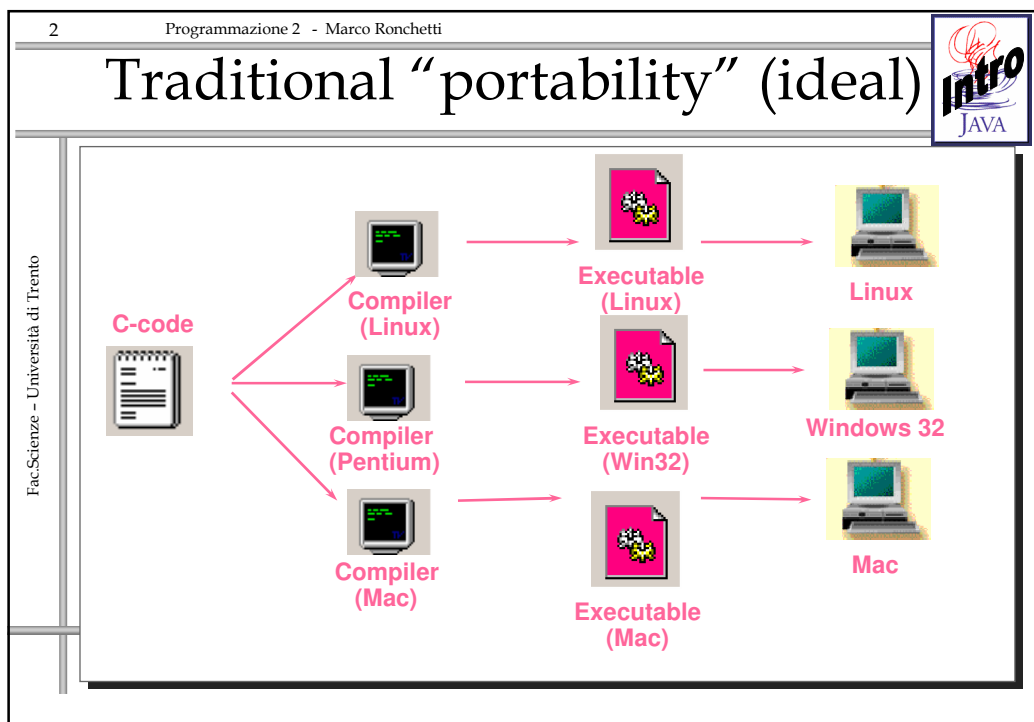 2
Programmazione 2 - Marco Ronchetti
Traditional “portability” (ideal)
Intro
JAVA
Fac.Scienze – Università di Trento
C-code
Compiler
(Linux)
Executable
(Linux)
Linux
Compiler
(Pentium)
Executable
(Win32)
Windows 32
Compiler
(Mac)
Executable
(Mac)
Mac